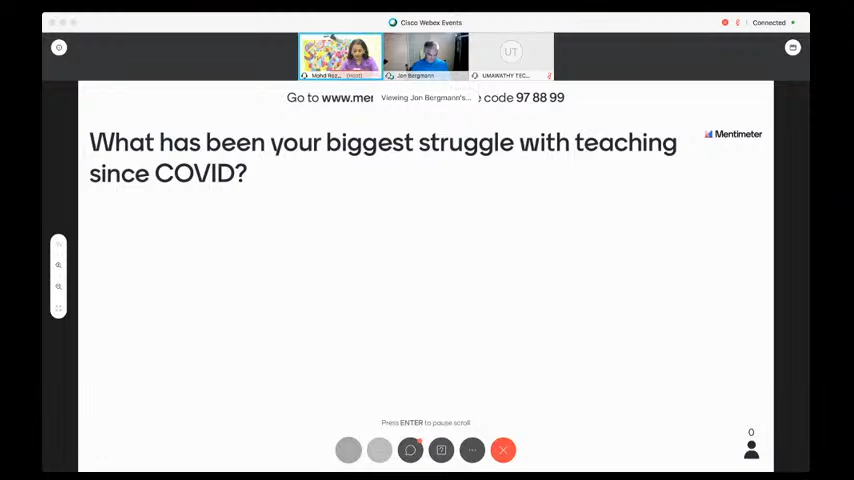 Cisco Webex Events
Connected
UT
Mohd Roz... (Host)
Jon Bergmann
UMAWATHY TEC...
Go to www.mer
Viewing Jon Bergmann's...
code 97 88 99
What has been your biggest struggle with teaching
since COVID?
Mentimeter
Press ENTER to pause scroll
0